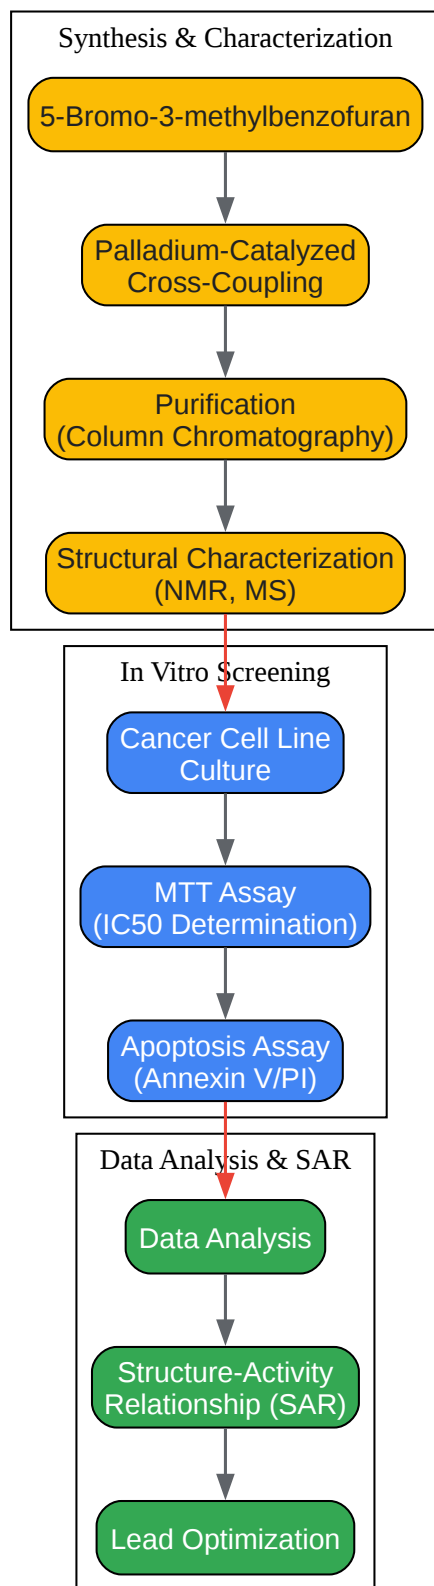 Synthesis & Characterization
5-Bromo-3-methylbenzofuran
Palladium-Catalyzed
Cross-Coupling
Purification
(Column Chromatography)
Structural Characterization
(NMR, MS)
In Vitro Screening
Cancer Cell Line
Culture
MTT Assay
(IC50 Determination)
Apoptosis Assay
(Annexin V/PI)
Data Analysis & SAR
Data Analysis
Structure-Activity
Relationship (SAR)
Lead Optimization